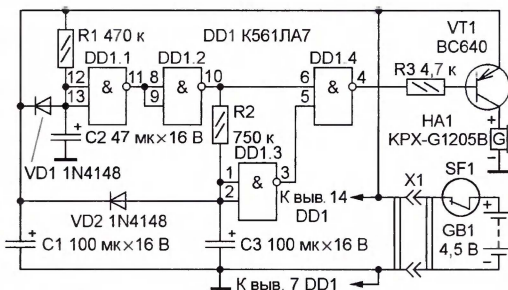 R1 470 к
DD1.1
DD1.2
DD1 К561ЛА7
DD1.4
VT1
BC640
12
13
&
11
8
9
&
10
6
5
&
4
R3 4,7 к
HA1
KPX-G1205B
+
G
−
C2 47 мк×16 В
+
VD1 1N4148
R2
750 к
DD1.3
1
2
&
3
К выв. 14
DD1
X1
SF1
GB1
4,5 В
+
−
VD2 1N4148
+
C1 100 мк×16 В
+
C3 100 мк×16 В
К выв. 7 DD1